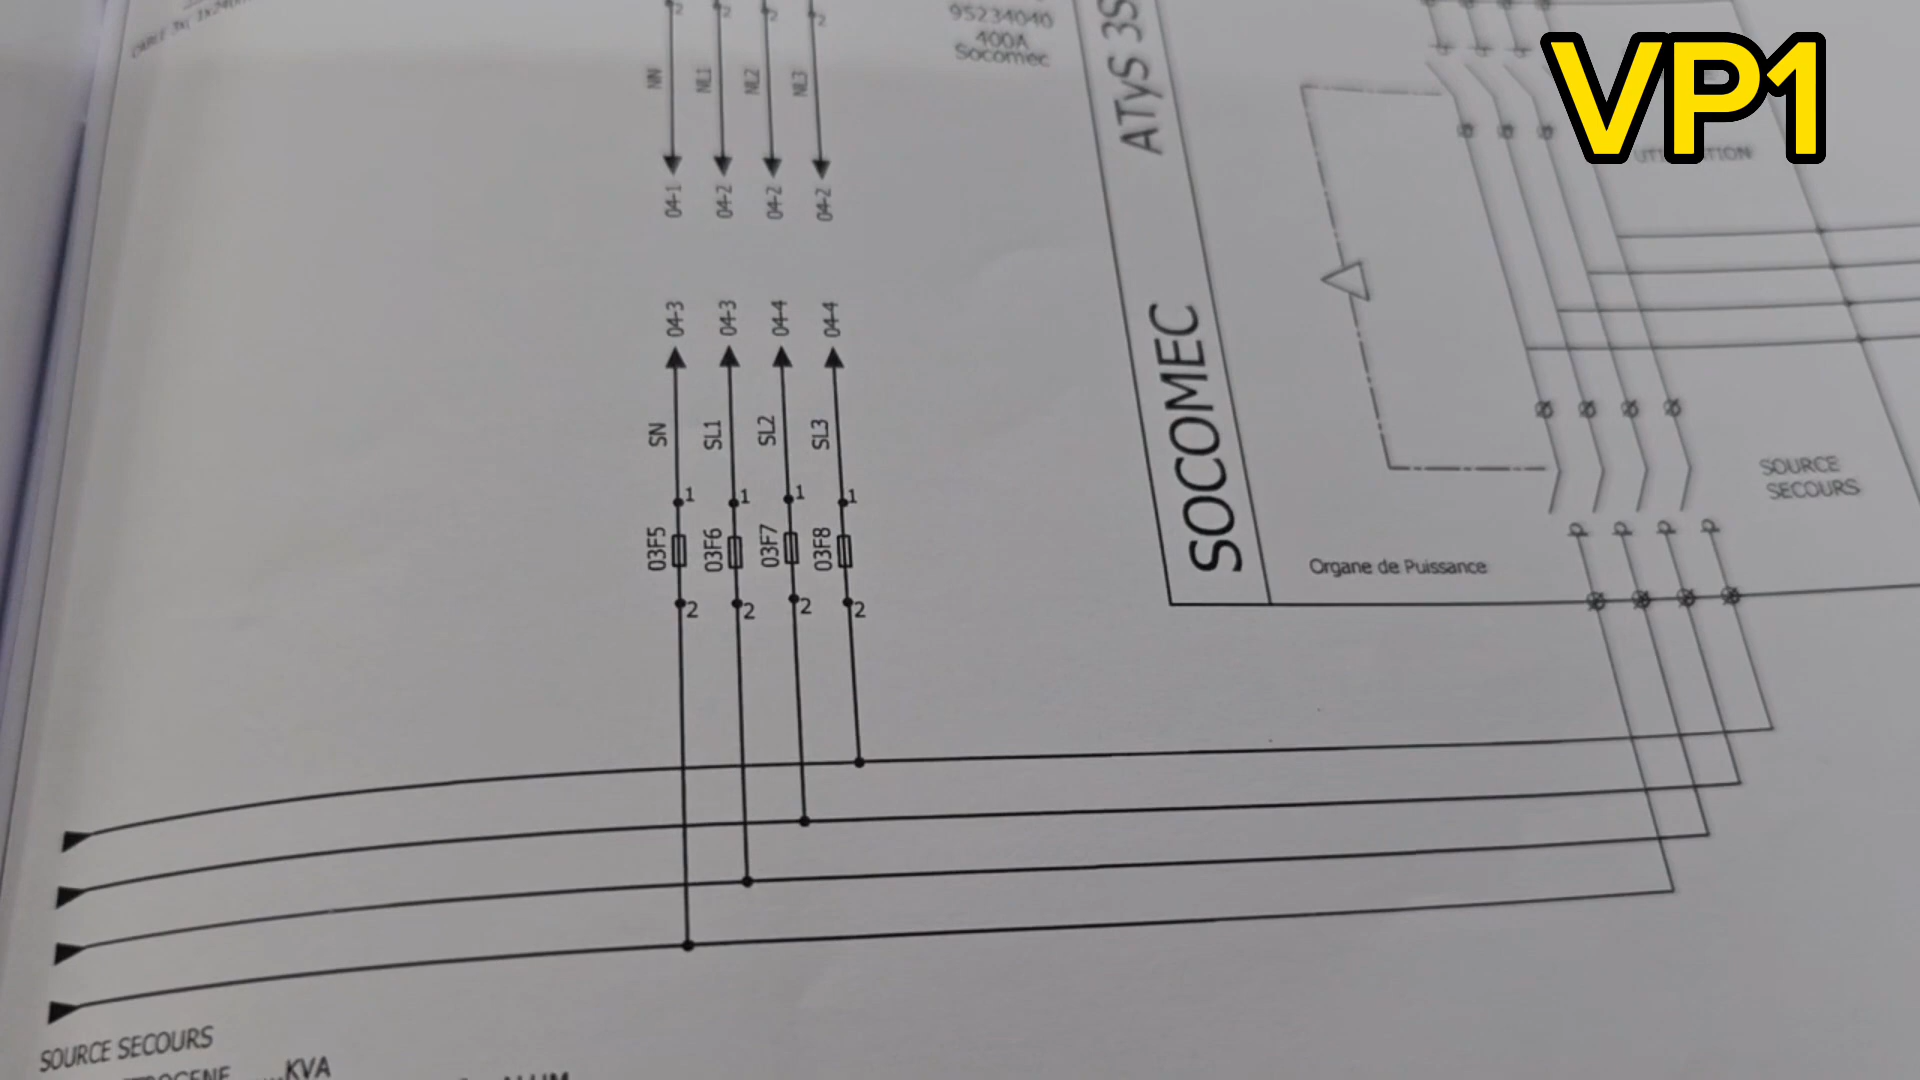 VP1
95234040
400A
Socomec
NN
NL1
NL2
NL3
04-1
04-2
04-2
04-2
04-3
04-3
04-4
04-4
SN
SL1
SL2
SL3
1
1
1
1
03F5
03F6
03F7
03F8
2
2
2
2
SOCOMEC ATyS 3S
SOURCE
SECOURS
Organe de Puissance
SOURCE SECOURS
KVA